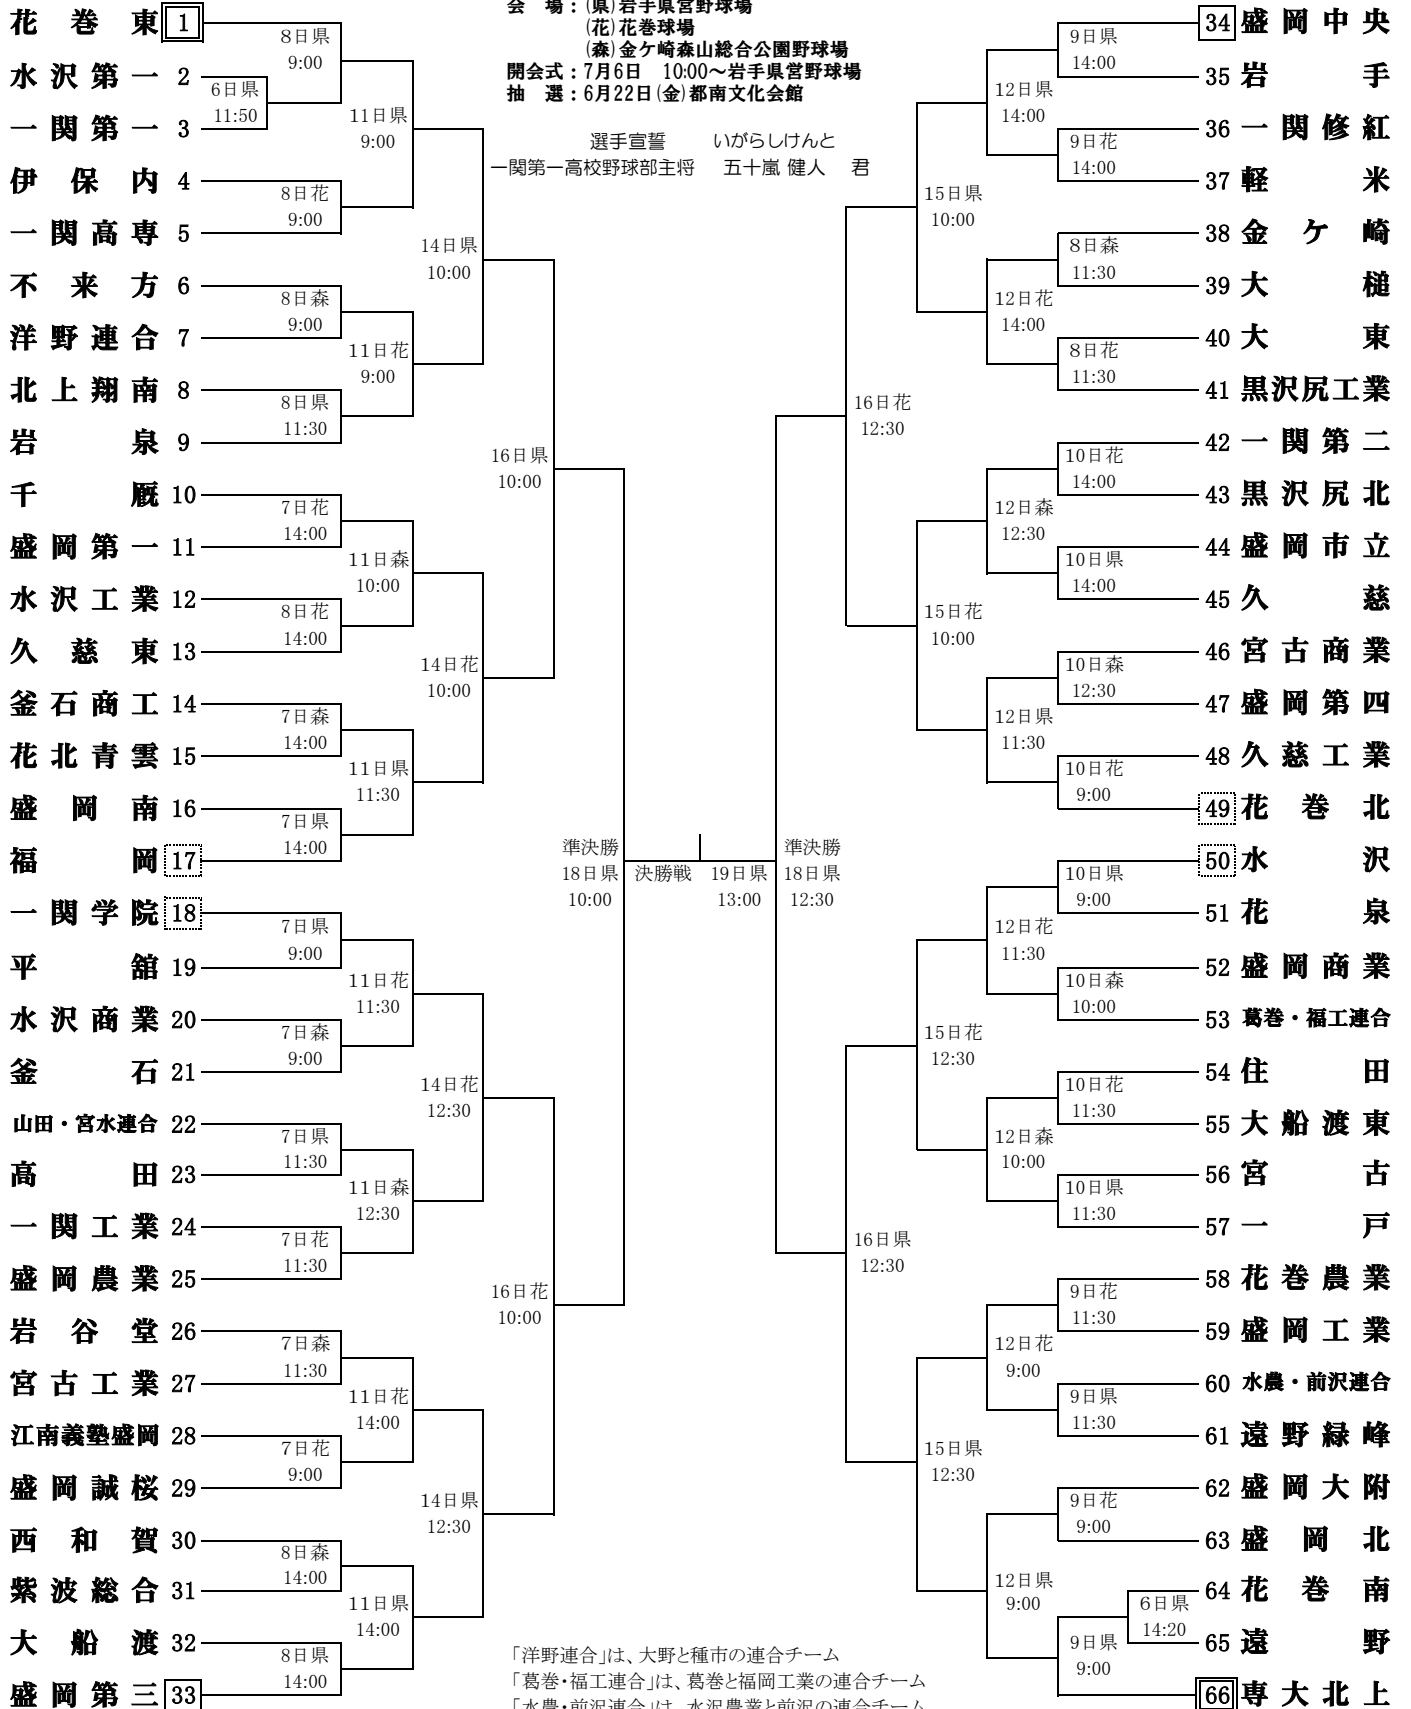 会　場：(県)岩手県営野球場
(花)花巻球場
(森)金ケ崎森山総合公園野球場
開会式：7月6日　10:00～岩手県営野球場
抽　選：6月22日(金)都南文化会館
選手宣誓　いがらしけんと
一関第一高校野球部主将　五十嵐 健人　君
花巻東 1
8日県
9:00
水沢第一 2
6日県
11:50
一関第一 3
11日県
9:00
伊保内 4
8日花
9:00
一関高専 5
14日県
10:00
不来方 6
8日森
9:00
洋野連合 7
11日花
9:00
北上翔南 8
8日県
11:30
岩泉 9
16日県
10:00
千厩 10
7日花
14:00
盛岡第一 11
11日森
10:00
水沢工業 12
8日花
14:00
久慈東 13
14日花
10:00
釜石商工 14
7日森
14:00
花北青雲 15
11日県
11:30
盛岡南 16
7日県
14:00
福岡 17
準決勝
18日県
10:00
決勝戦
19日県
13:00
準決勝
18日県
12:30
一関学院 18
7日県
9:00
平舘 19
11日花
11:30
水沢商業 20
7日森
9:00
釜石 21
14日花
12:30
山田・宮水連合 22
7日県
11:30
高田 23
11日森
12:30
一関工業 24
7日花
11:30
盛岡農業 25
16日花
10:00
岩谷堂 26
7日森
11:30
宮古工業 27
11日花
14:00
江南義塾盛岡 28
7日花
9:00
盛岡誠桜 29
14日県
12:30
西和賀 30
8日森
14:00
紫波総合 31
11日県
14:00
大船渡 32
8日県
14:00
盛岡第三 33
34 盛岡中央
9日県
14:00
35 岩手
12日県
14:00
36 一関修紅
9日花
14:00
37 軽米
15日県
10:00
38 金ケ崎
8日森
11:30
39 大槌
12日花
14:00
40 大東
8日花
11:30
41 黒沢尻工業
16日花
12:30
42 一関第二
10日花
14:00
43 黒沢尻北
12日森
12:30
44 盛岡市立
10日県
14:00
45 久慈
15日花
10:00
46 宮古商業
10日森
12:30
47 盛岡第四
12日県
11:30
48 久慈工業
10日花
9:00
49 花巻北
50 水沢
10日県
9:00
51 花泉
12日花
11:30
52 盛岡商業
10日森
10:00
53 葛巻・福工連合
15日花
12:30
54 住田
10日花
11:30
55 大船渡東
12日森
10:00
56 宮古
10日県
11:30
57 一戸
16日県
12:30
58 花巻農業
9日花
11:30
59 盛岡工業
12日花
9:00
60 水農・前沢連合
9日県
11:30
61 遠野緑峰
15日県
12:30
62 盛岡大附
9日花
9:00
63 盛岡北
12日県
9:00
64 花巻南
6日県
14:20
65 遠野
9日県
9:00
66 専大北上
「洋野連合」は、大野と種市の連合チーム
「葛巻・福工連合」は、葛巻と福岡工業の連合チーム
「水農・前沢連合」は、水沢農業と前沢の連合チーム